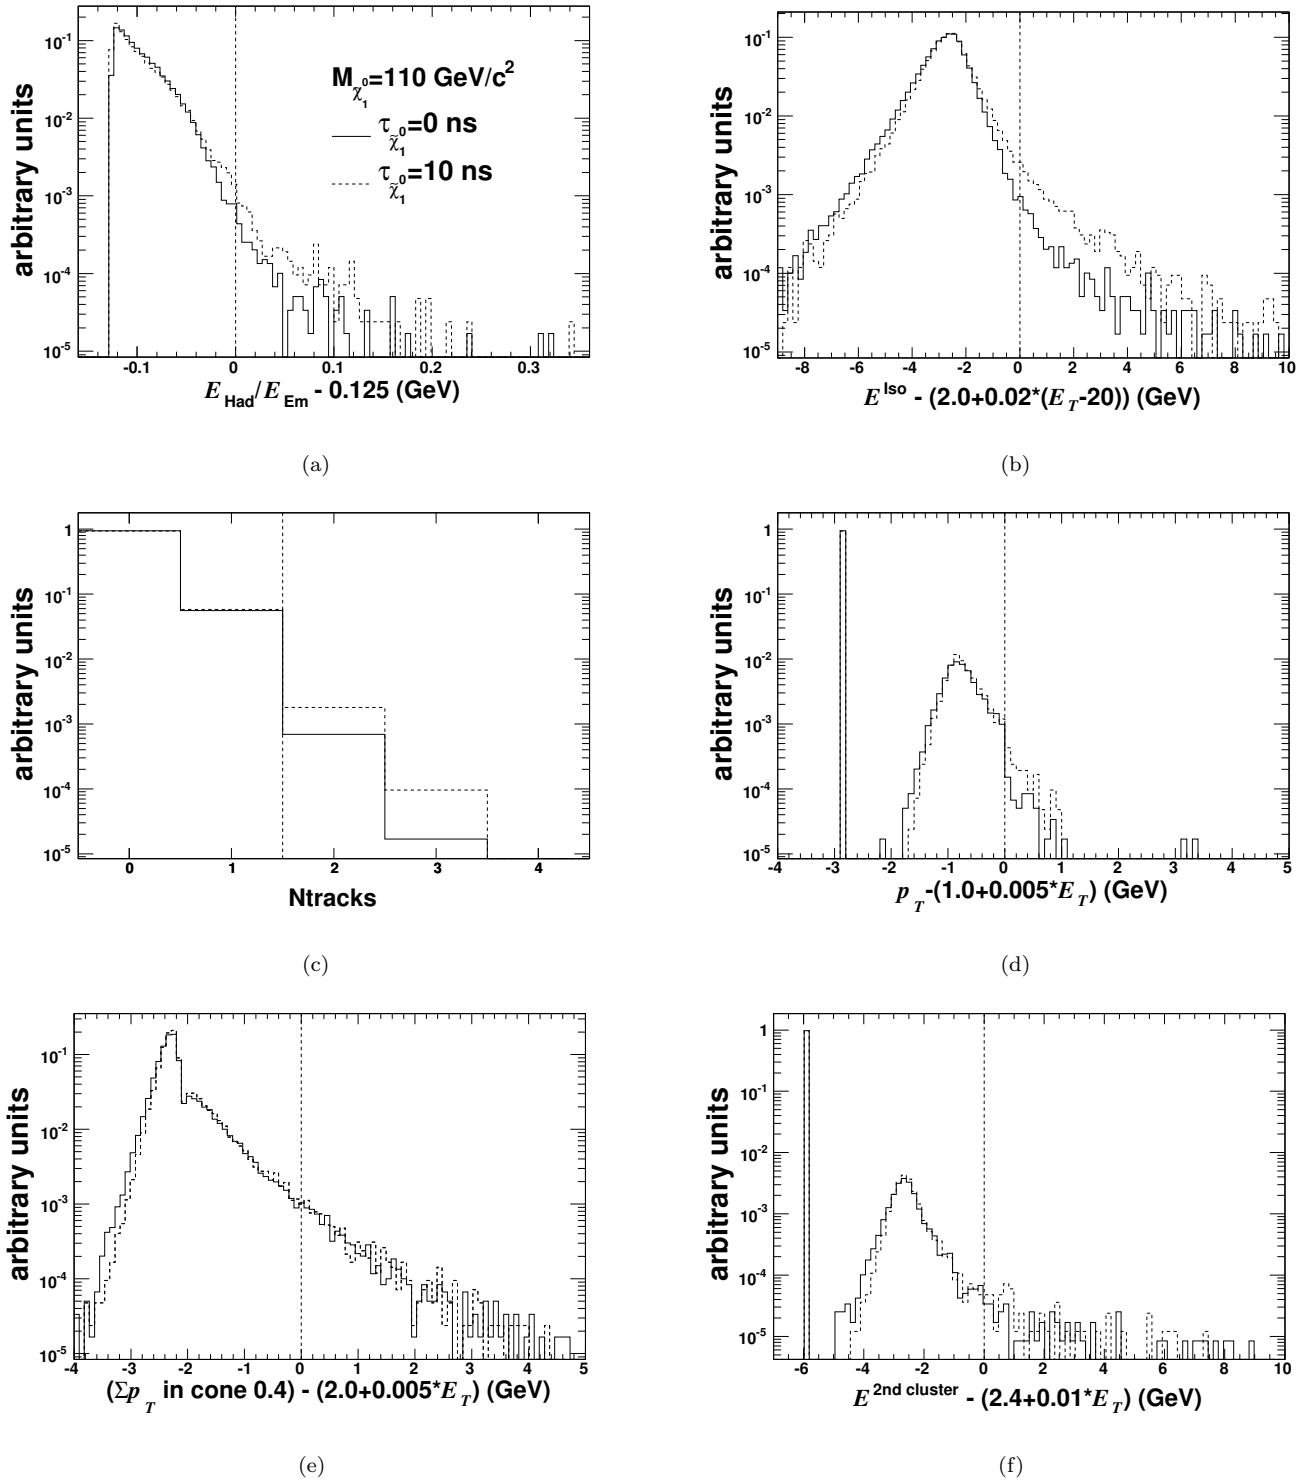 arbitrary units
10⁻¹
10⁻²
10⁻³
10⁻⁴
10⁻⁵
M_χ̃₁⁰=110 GeV/c²
τ_χ̃₁⁰=0 ns
τ_χ̃₁⁰=10 ns
-0.1 0 0.1 0.2 0.3
E_Had/E_Em - 0.125 (GeV)
(a)
arbitrary units
10⁻¹
10⁻²
10⁻³
10⁻⁴
10⁻⁵
-8 -6 -4 -2 0 2 4 6 8 10
E^Iso - (2.0+0.02*(E_T-20)) (GeV)
(b)
arbitrary units
1
10⁻¹
10⁻²
10⁻³
10⁻⁴
10⁻⁵
0 1 2 3 4
Ntracks
(c)
arbitrary units
1
10⁻¹
10⁻²
10⁻³
10⁻⁴
10⁻⁵
-4 -3 -2 -1 0 1 2 3 4 5
p_T-(1.0+0.005*E_T) (GeV)
(d)
arbitrary units
10⁻¹
10⁻²
10⁻³
10⁻⁴
10⁻⁵
-4 -3 -2 -1 0 1 2 3 4 5
(Σp_T in cone 0.4) - (2.0+0.005*E_T) (GeV)
(e)
arbitrary units
1
10⁻¹
10⁻²
10⁻³
10⁻⁴
10⁻⁵
-6 -4 -2 0 2 4 6 8 10
E^2nd cluster - (2.4+0.01*E_T) (GeV)
(f)